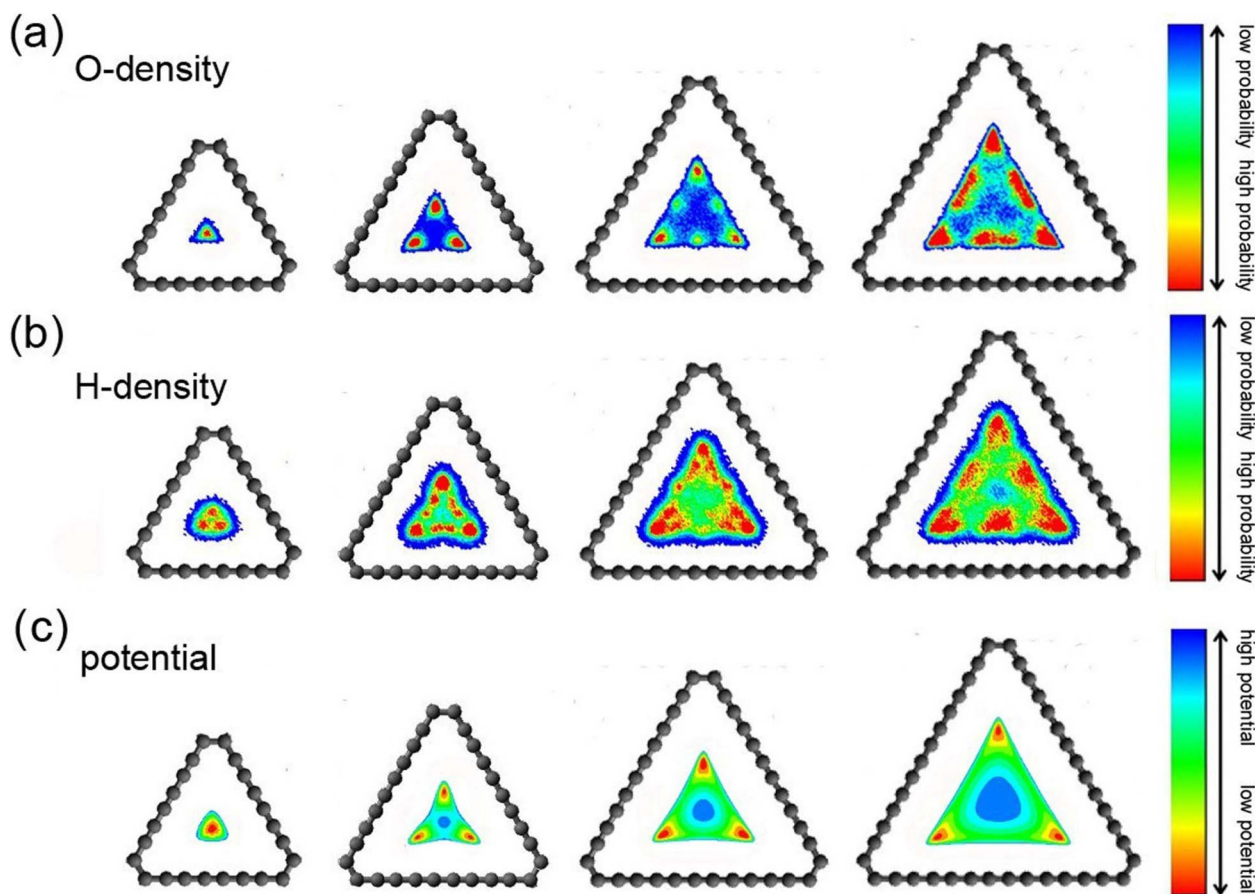 (a)
O-density
low probability high probability
(b)
H-density
low probability high probability
(c)
potential
high potential low potential